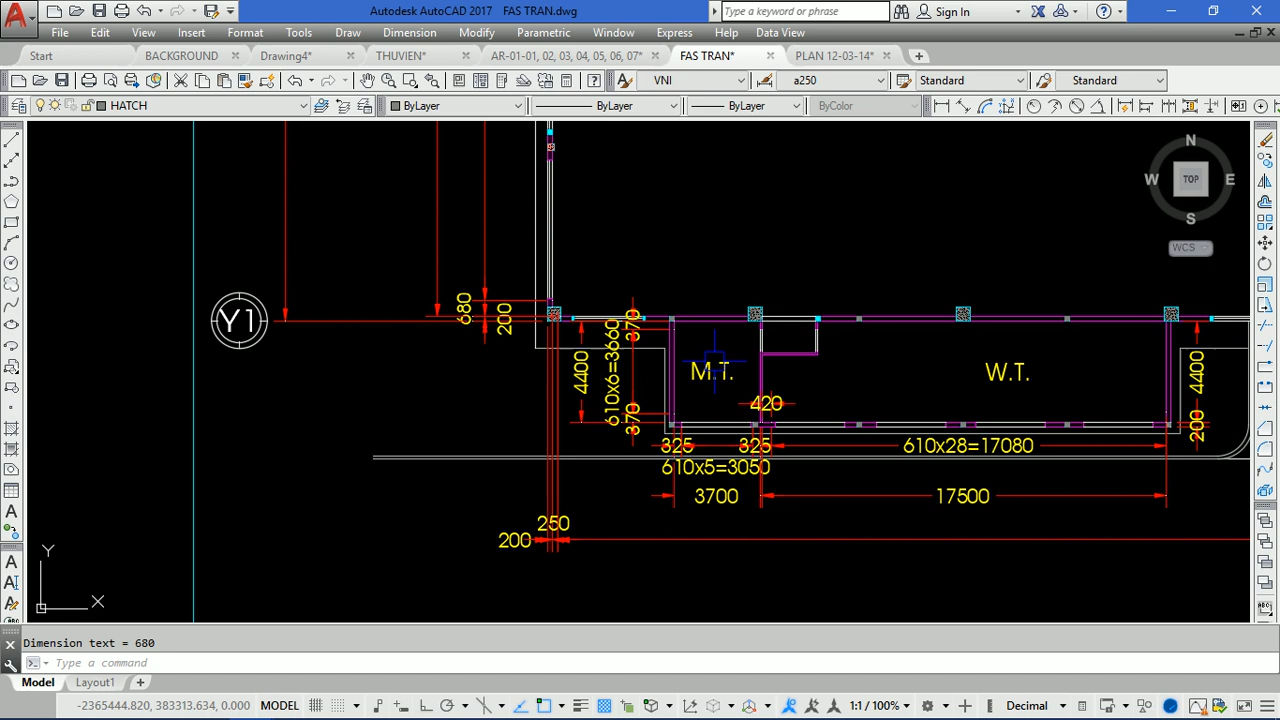 Autodesk AutoCAD 2017 FAS TRAN.dwg
Type a keyword or phrase
Sign In
File Edit View Insert Format Tools Draw Dimension Modify Parametric Window Express Help Data View
Start BACKGROUND Drawing4* THUVIEN* AR-01-01, 02, 03, 04, 05, 06, 07* FAS TRAN* PLAN 12-03-14*
VNI a250 Standard Standard
HATCH ByLayer ByLayer ByLayer ByColor
N
W TOP E
S
WCS
Y1
680
200
4400
610x6=3660
370
370
M.T.
W.T.
420
4400
200
325 325 610x28=17080
610x5=3050
3700 17500
250
200
Y
X
Dimension text = 680
Type a command
Model Layout1
-2265444.820, 383313.634, 0.000 MODEL 1:1 / 100% Decimal